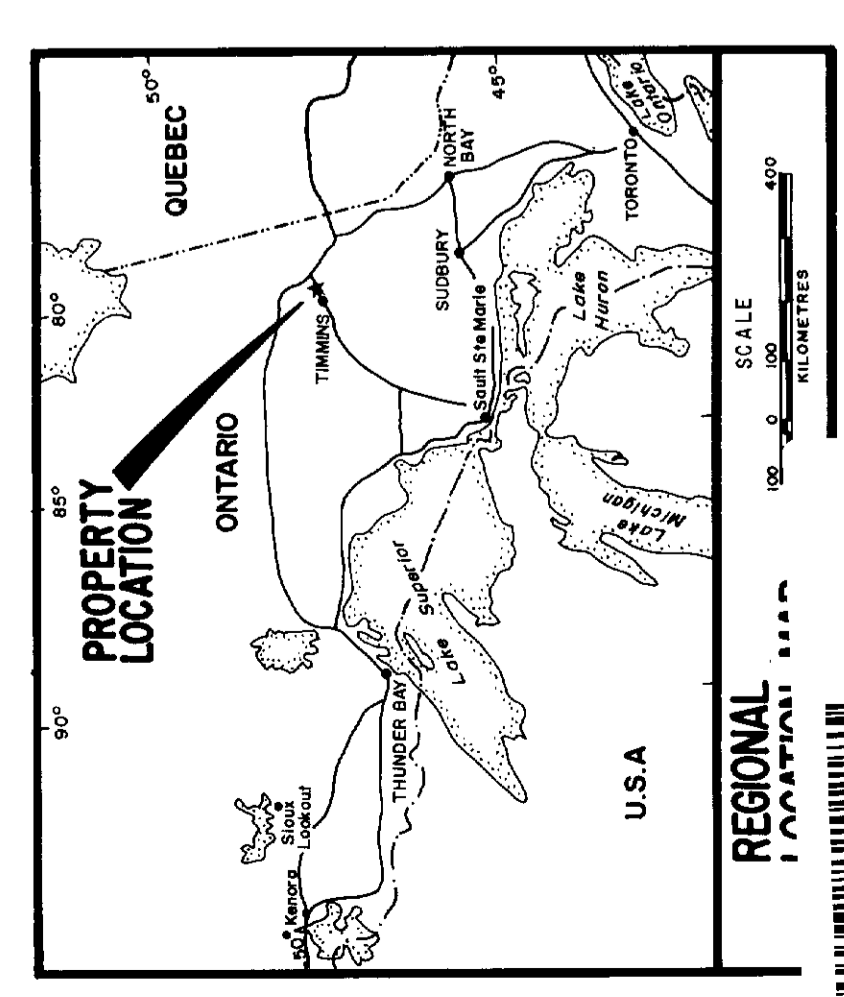 QUEBEC
50°
45°
80°
85°
90°
50
PROPERTY
LOCATION
ONTARIO
TIMMINS
NORTH
BAY
SUDBURY
Sault Ste Marie
TORONTO
Lake
Ontario
Lake
Huron
Lake
Michigan
Lake
Superior
THUNDER BAY
Sioux
Lookout
Kenora
U.S.A
REGIONAL
LOCATION MAP
SCALE
100 0 100 400
KILOMETRES